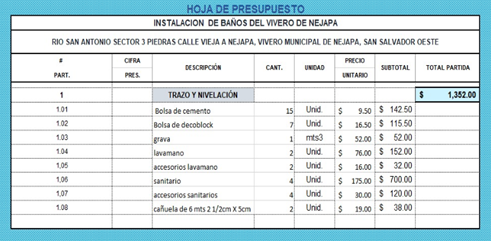 HOJA DE PRESUPUESTO
INSTALACION DE BAÑOS DEL VIVERO DE NEJAPA
RIO SAN ANTONIO SECTOR 3 PIEDRAS CALLE VIEJA A NEJAPA, VIVERO MUNICIPAL DE NEJAPA, SAN SALVADOR OESTE
# PART. CIFRA PRES. DESCRIPCIÓN CANT. UNIDAD PRECIO UNITARIO SUBTOTAL TOTAL PARTIDA
1 TRAZO Y NIVELACIÓN $ 1,352.00
1.01 Bolsa de cemento 15 Unid. $ 9.50 $ 142.50
1.02 Bolsa de decoblock 7 Unid. $ 16.50 $ 115.50
1.03 grava 1 mts3 $ 52.00 $ 52.00
1.04 lavamano 2 Unid. $ 76.00 $ 152.00
1,05 accesorios lavamano 2 Unid. $ 16.00 $ 32.00
1,06 sanitario 4 Unid. $ 175.00 $ 700.00
1,07 accesorios sanitarios 4 Unid. $ 30.00 $ 120.00
1.08 cañuela de 6 mts 2 1/2cm X 5cm 2 Unid. $ 19.00 $ 38.00